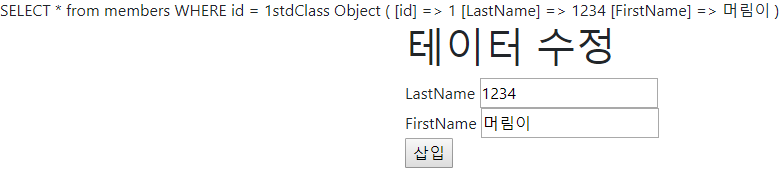 SELECT * from members WHERE id = 1stdClass Object ( [id] => 1 [LastName] => 1234 [FirstName] => 머림이 )
테이터 수정
LastName 1234
FirstName 머림이
삽입